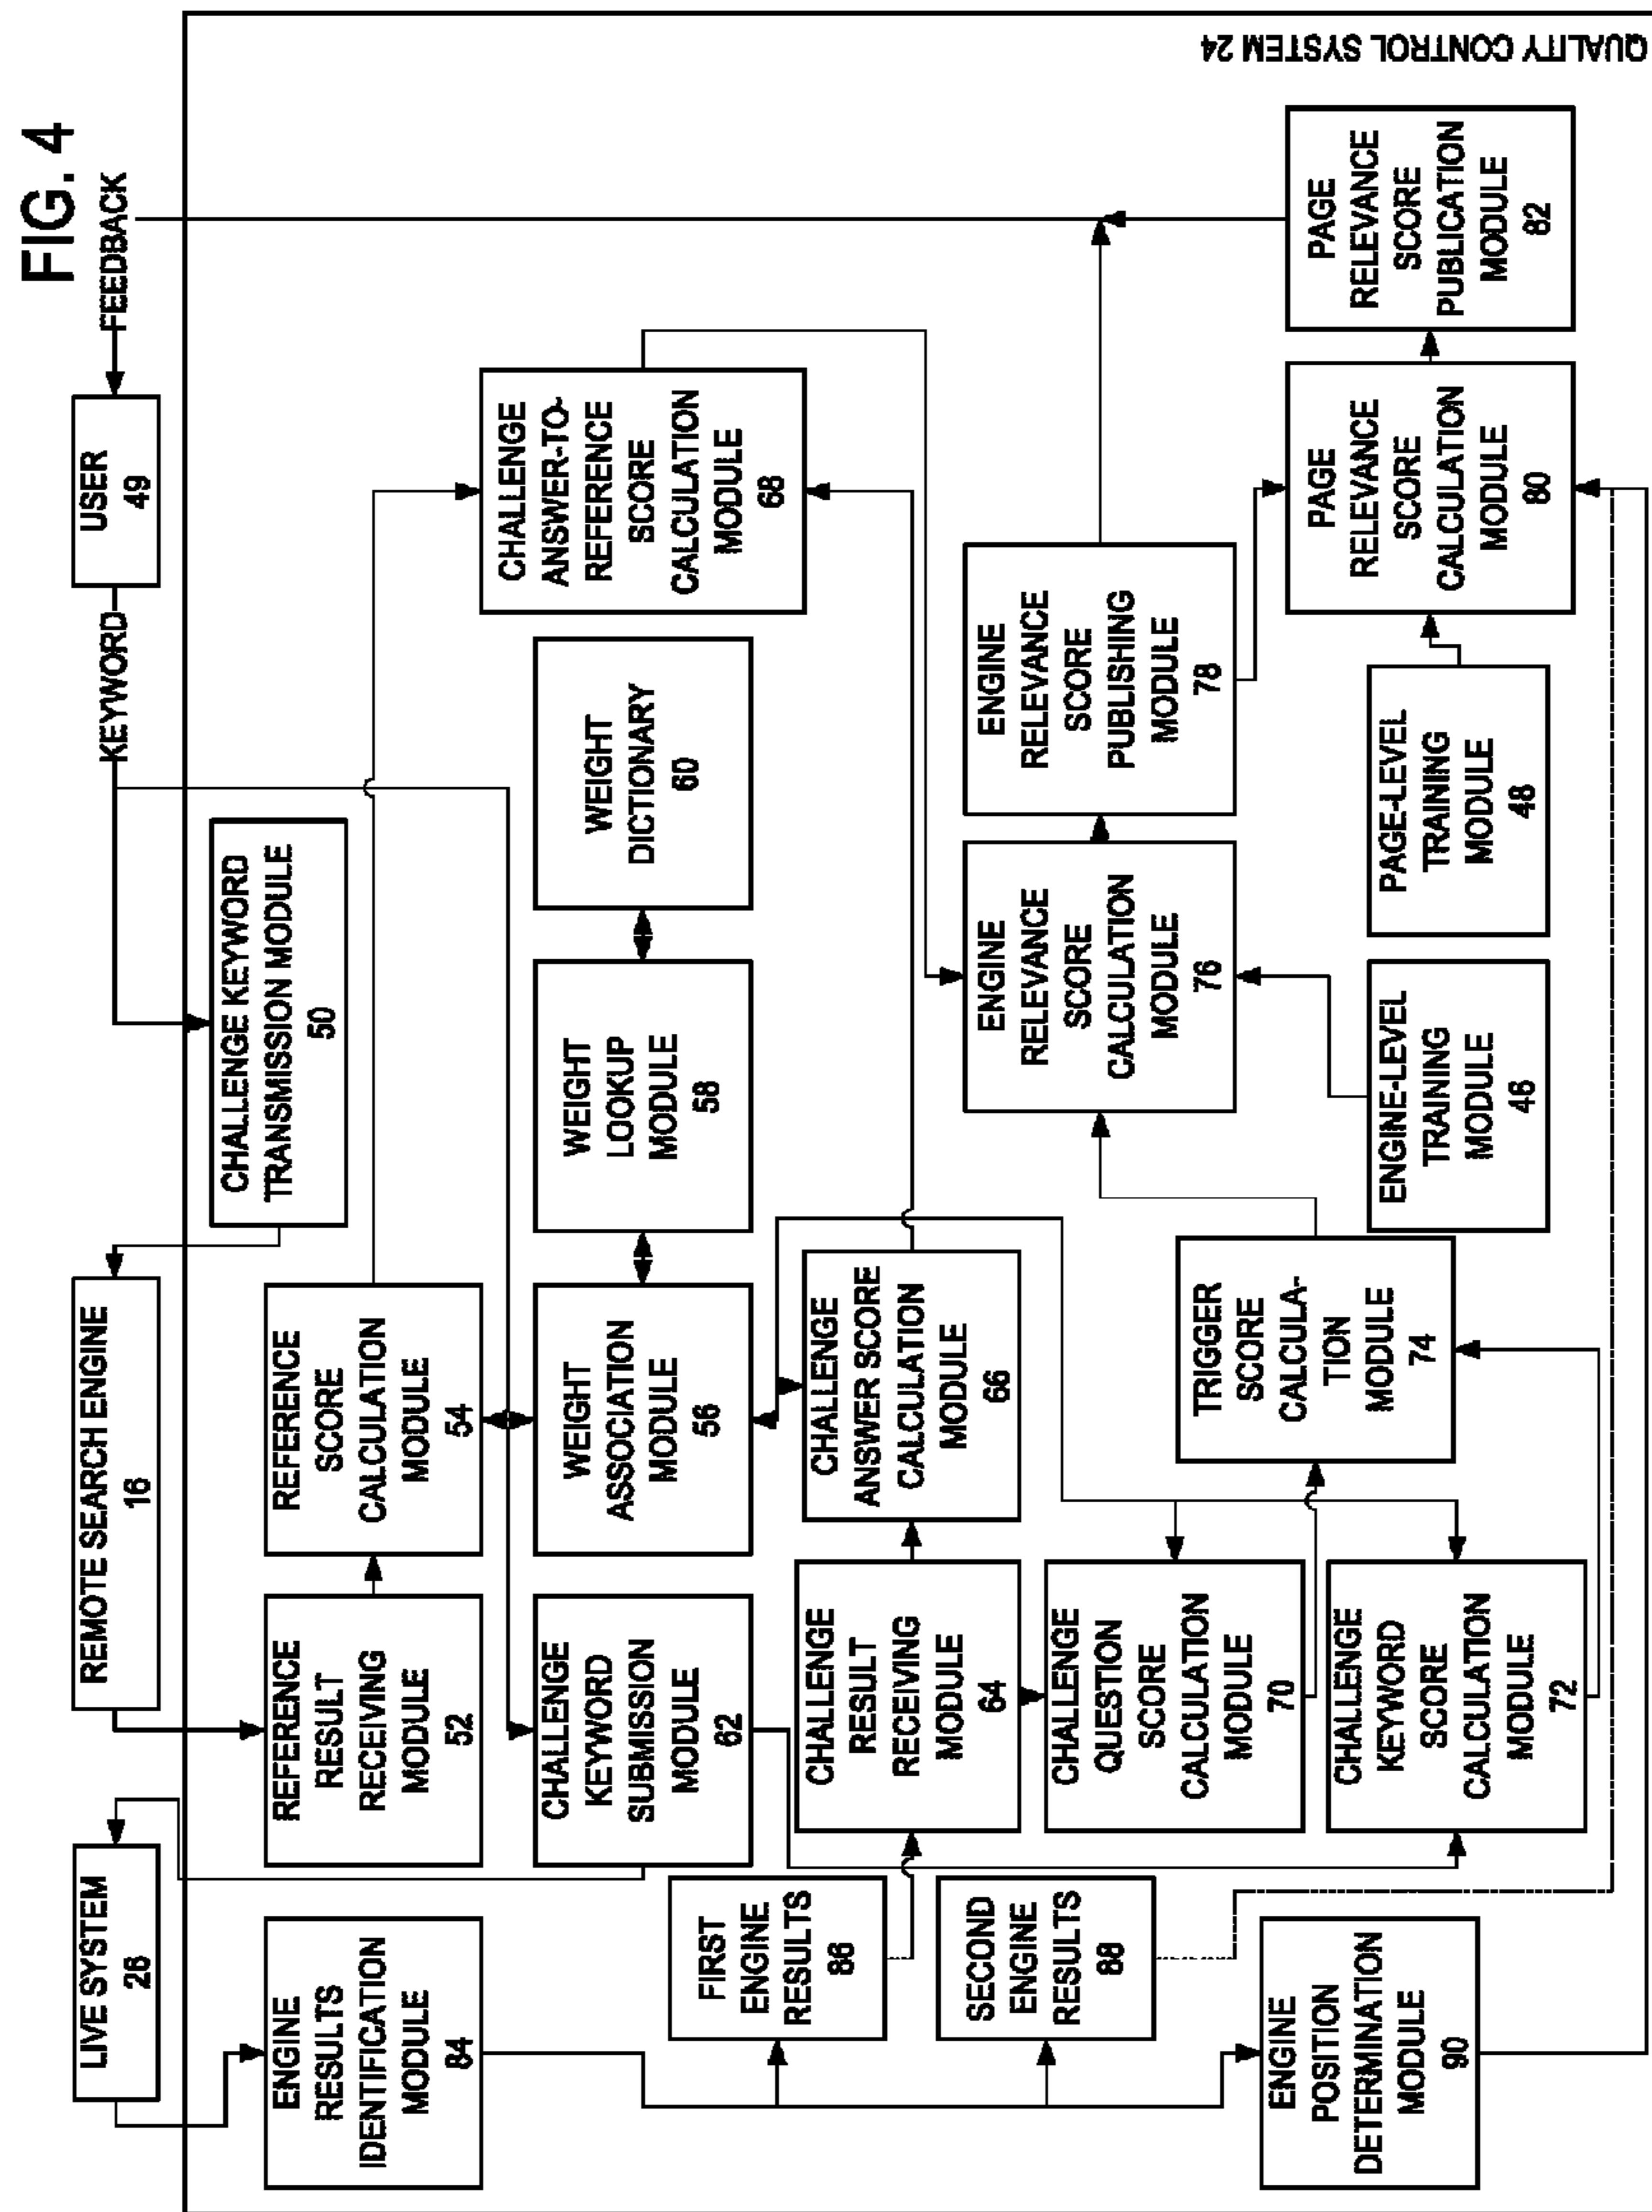 FIG. 4
LIVE SYSTEM
26
REMOTE SEARCH ENGINE
16
KEYWORD
USER
49
FEEDBACK
CHALLENGE KEYWORD
TRANSMISSION MODULE
50
ENGINE
RESULTS
IDENTIFICATION
MODULE
84
REFERENCE
RESULT
RECEIVING
MODULE
52
REFERENCE
SCORE
CALCULATION
MODULE
54
CHALLENGE
KEYWORD
SUBMISSION
MODULE
62
WEIGHT
ASSOCIATION
MODULE
56
WEIGHT
LOOKUP
MODULE
58
WEIGHT
DICTIONARY
60
CHALLENGE
ANSWER-TO-
REFERENCE
SCORE
CALCULATION
MODULE
68
FIRST
ENGINE
RESULTS
86
CHALLENGE
RESULT
RECEIVING
MODULE
64
CHALLENGE
ANSWER SCORE
CALCULATION
MODULE
66
SECOND
ENGINE
RESULTS
88
CHALLENGE
QUESTION
SCORE
CALCULATION
MODULE
70
TRIGGER
SCORE
CALCULA-
TION
MODULE
74
ENGINE
RELEVANCE
SCORE
CALCULATION
MODULE
76
ENGINE
RELEVANCE
SCORE
PUBLISHING
MODULE
78
ENGINE
POSITION
DETERMINATION
MODULE
90
CHALLENGE
KEYWORD
SCORE
CALCULATION
MODULE
72
ENGINE-LEVEL
TRAINING
MODULE
46
PAGE-LEVEL
TRAINING
MODULE
48
PAGE
RELEVANCE
SCORE
CALCULATION
MODULE
80
PAGE
RELEVANCE
SCORE
PUBLICATION
MODULE
82
QUALITY CONTROL SYSTEM 24